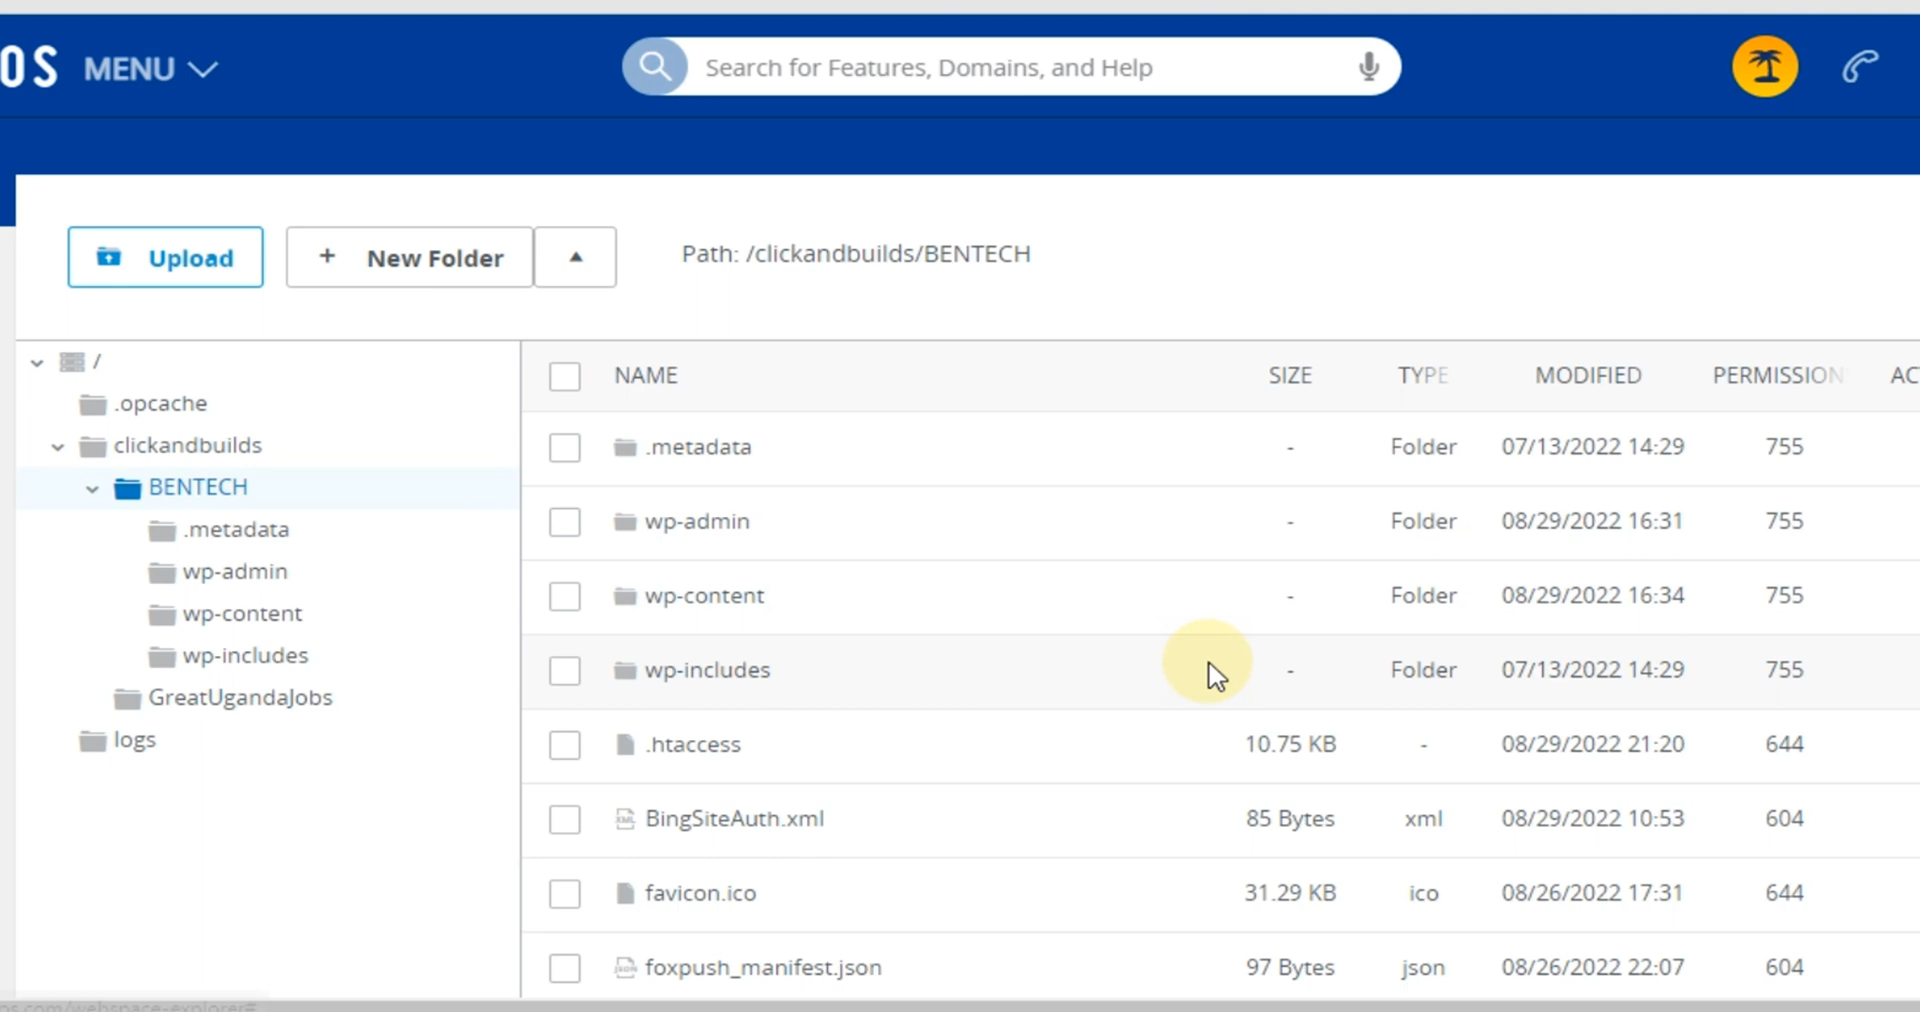 OS MENU
Search for Features, Domains, and Help
Upload
+ New Folder
Path: /clickandbuilds/BENTECH
/
.opcache
clickandbuilds
BENTECH
.metadata
wp-admin
wp-content
wp-includes
GreatUgandaJobs
logs
NAME SIZE TYPE MODIFIED PERMISSION AC
.metadata - Folder 07/13/2022 14:29 755
wp-admin - Folder 08/29/2022 16:31 755
wp-content - Folder 08/29/2022 16:34 755
wp-includes - Folder 07/13/2022 14:29 755
.htaccess 10.75 KB - 08/29/2022 21:20 644
BingSiteAuth.xml 85 Bytes xml 08/29/2022 10:53 604
favicon.ico 31.29 KB ico 08/26/2022 17:31 644
foxpush_manifest.json 97 Bytes json 08/26/2022 22:07 604